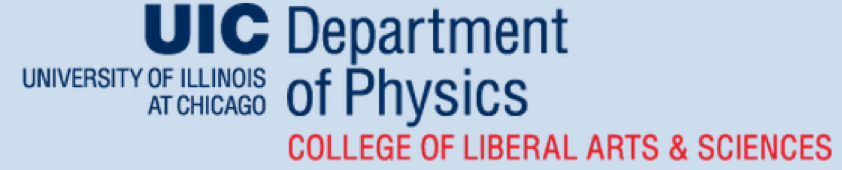 UIC Department
UNIVERSITY OF ILLINOIS
AT CHICAGO
of Physics
COLLEGE OF LIBERAL ARTS & SCIENCES